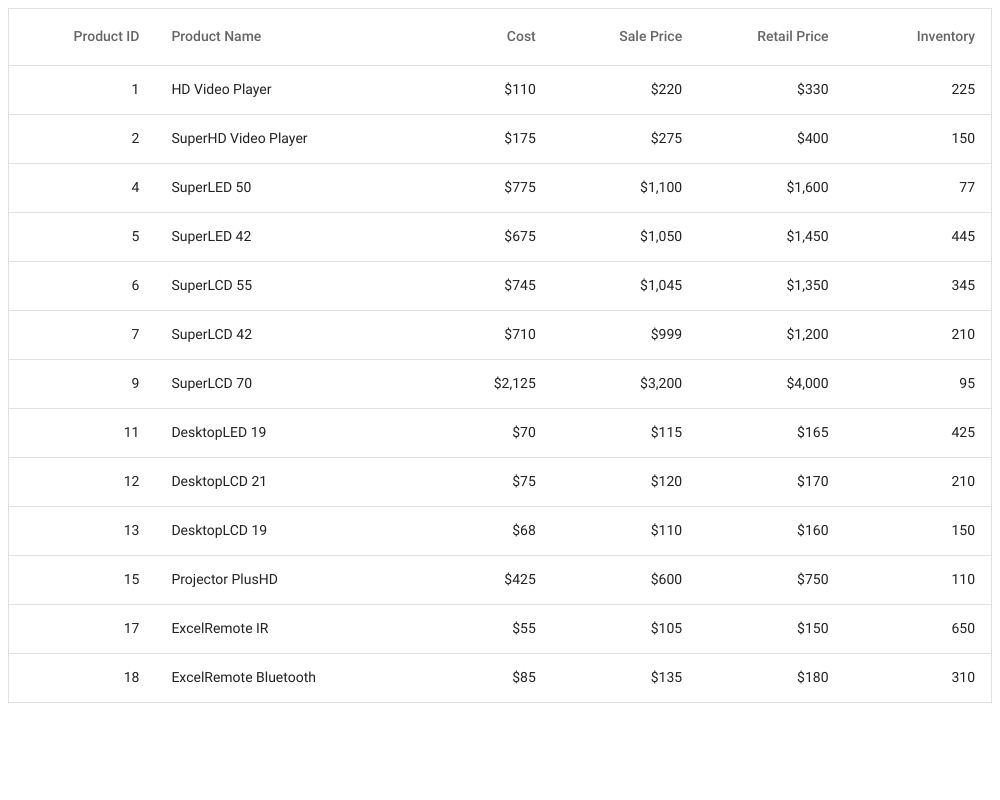 Product ID Product Name Cost Sale Price Retail Price Inventory
1 HD Video Player $110 $220 $330 225
2 SuperHD Video Player $175 $275 $400 150
4 SuperLED 50 $775 $1,100 $1,600 77
5 SuperLED 42 $675 $1,050 $1,450 445
6 SuperLCD 55 $745 $1,045 $1,350 345
7 SuperLCD 42 $710 $999 $1,200 210
9 SuperLCD 70 $2,125 $3,200 $4,000 95
11 DesktopLED 19 $70 $115 $165 425
12 DesktopLCD 21 $75 $120 $170 210
13 DesktopLCD 19 $68 $110 $160 150
15 Projector PlusHD $425 $600 $750 110
17 ExcelRemote IR $55 $105 $150 650
18 ExcelRemote Bluetooth $85 $135 $180 310